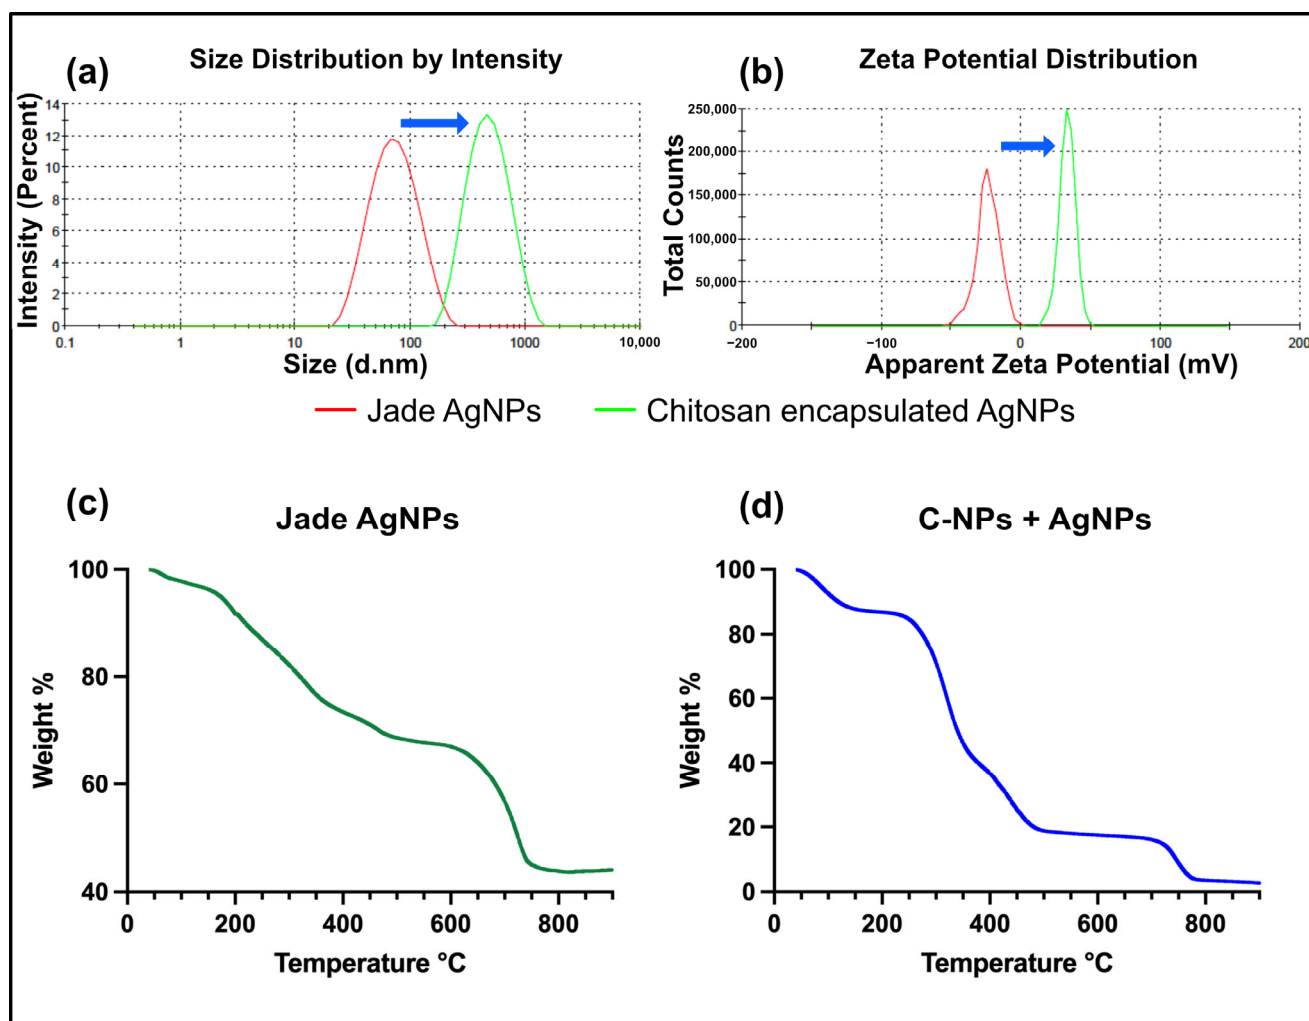 (a)
Size Distribution by Intensity
Intensity (Percent)
14
12
10
8
6
4
2
0
0.1
1
10
100
1000
10,000
Size (d.nm)
(b)
Zeta Potential Distribution
Total Counts
250,000
200,000
150,000
100,000
50,000
0
−200
−100
0
100
200
Apparent Zeta Potential (mV)
Jade AgNPs
Chitosan encapsulated AgNPs
(c)
Jade AgNPs
Weight %
100
80
60
40
0
200
400
600
800
Temperature °C
(d)
C-NPs + AgNPs
Weight %
100
80
60
40
20
0
0
200
400
600
800
Temperature °C